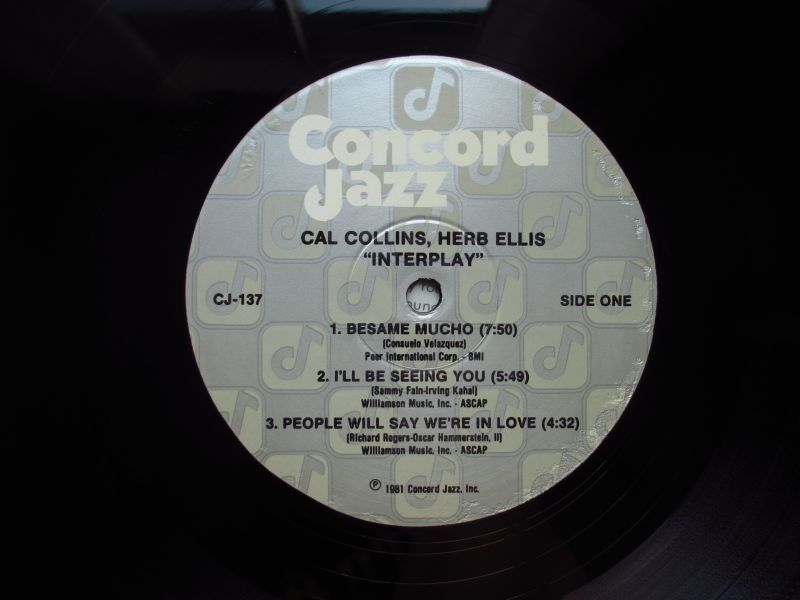 Concord
Jazz
CAL COLLINS, HERB ELLIS
"INTERPLAY"
CJ-137
SIDE ONE
1. BESAME MUCHO (7:50)
(Consuelo Velazquez)
Peer International Corp. - BMI
2. I'LL BE SEEING YOU (5:49)
(Sammy Fain-Irving Kahal)
Williamson Music, Inc. - ASCAP
3. PEOPLE WILL SAY WE'RE IN LOVE (4:32)
(Richard Rogers-Oscar Hammerstein, II)
Williamson Music, Inc. - ASCAP
℗ 1981 Concord Jazz, Inc.